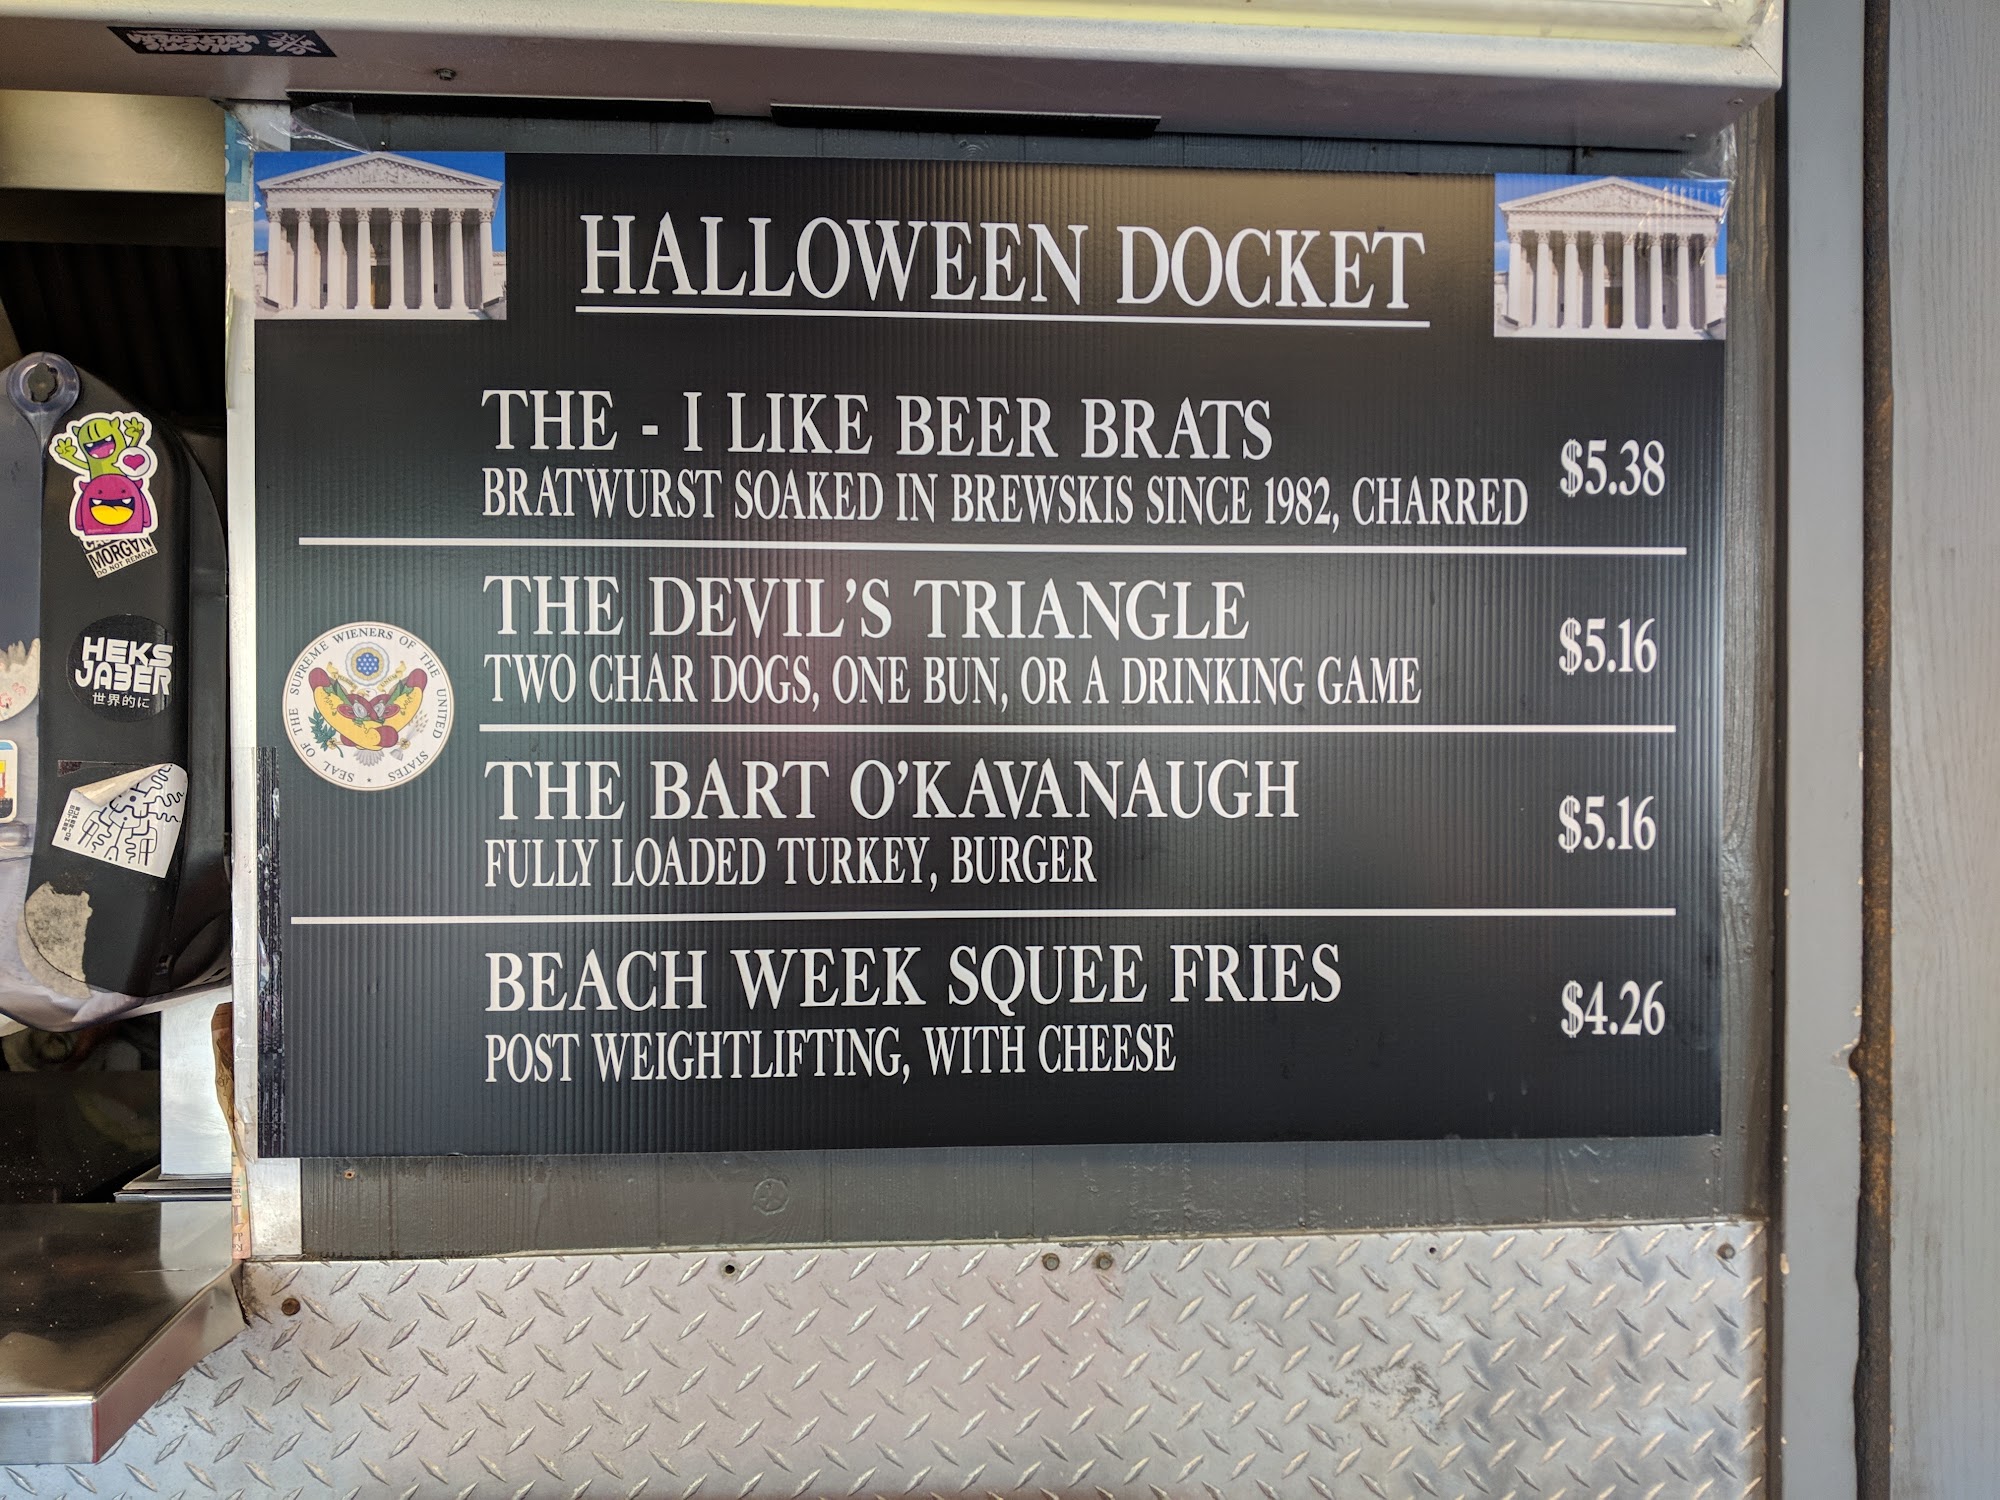 HALLOWEEN DOCKET
THE - I LIKE BEER BRATS
BRATWURST SOAKED IN BREWSKIS SINCE 1982, CHARRED
$5.38
THE DEVIL'S TRIANGLE
TWO CHAR DOGS, ONE BUN, OR A DRINKING GAME
$5.16
SEAL OF THE SUPREME WIENERS OF THE UNITED STATES
THE BART O'KAVANAUGH
FULLY LOADED TURKEY, BURGER
$5.16
BEACH WEEK SQUEE FRIES
POST WEIGHTLIFTING, WITH CHEESE
$4.26
MORGAN
DO NOT REMOVE
HEKS
JABER
世界的に